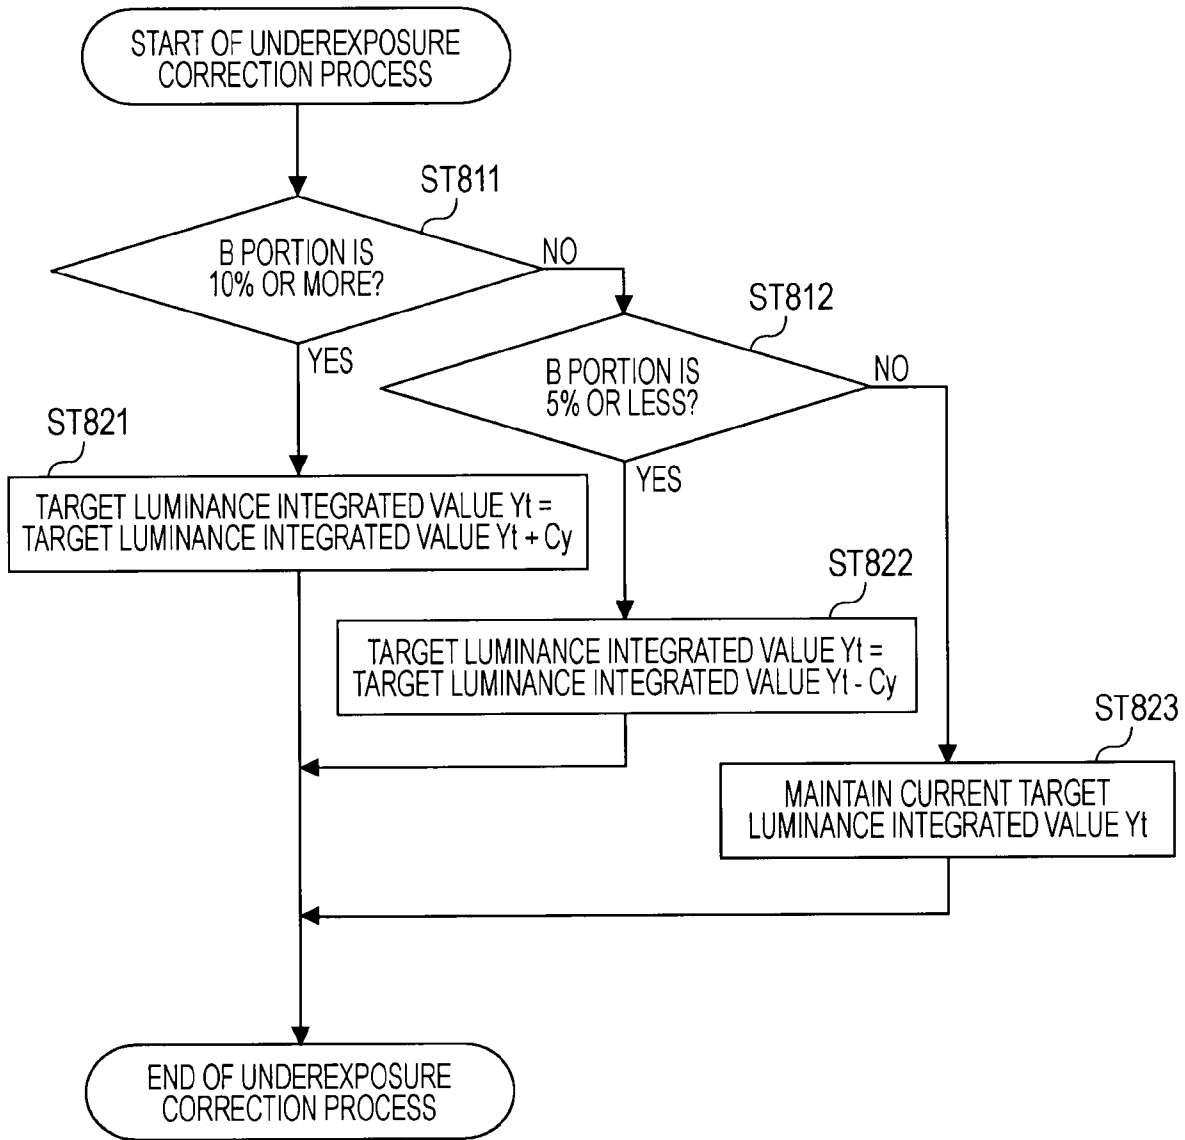 START OF UNDEREXPOSURE
CORRECTION PROCESS
ST811
B PORTION IS
10% OR MORE?
NO
YES
ST812
B PORTION IS
5% OR LESS?
NO
YES
ST821
TARGET LUMINANCE INTEGRATED VALUE Yt =
TARGET LUMINANCE INTEGRATED VALUE Yt + Cy
ST822
TARGET LUMINANCE INTEGRATED VALUE Yt =
TARGET LUMINANCE INTEGRATED VALUE Yt - Cy
ST823
MAINTAIN CURRENT TARGET
LUMINANCE INTEGRATED VALUE Yt
END OF UNDEREXPOSURE
CORRECTION PROCESS